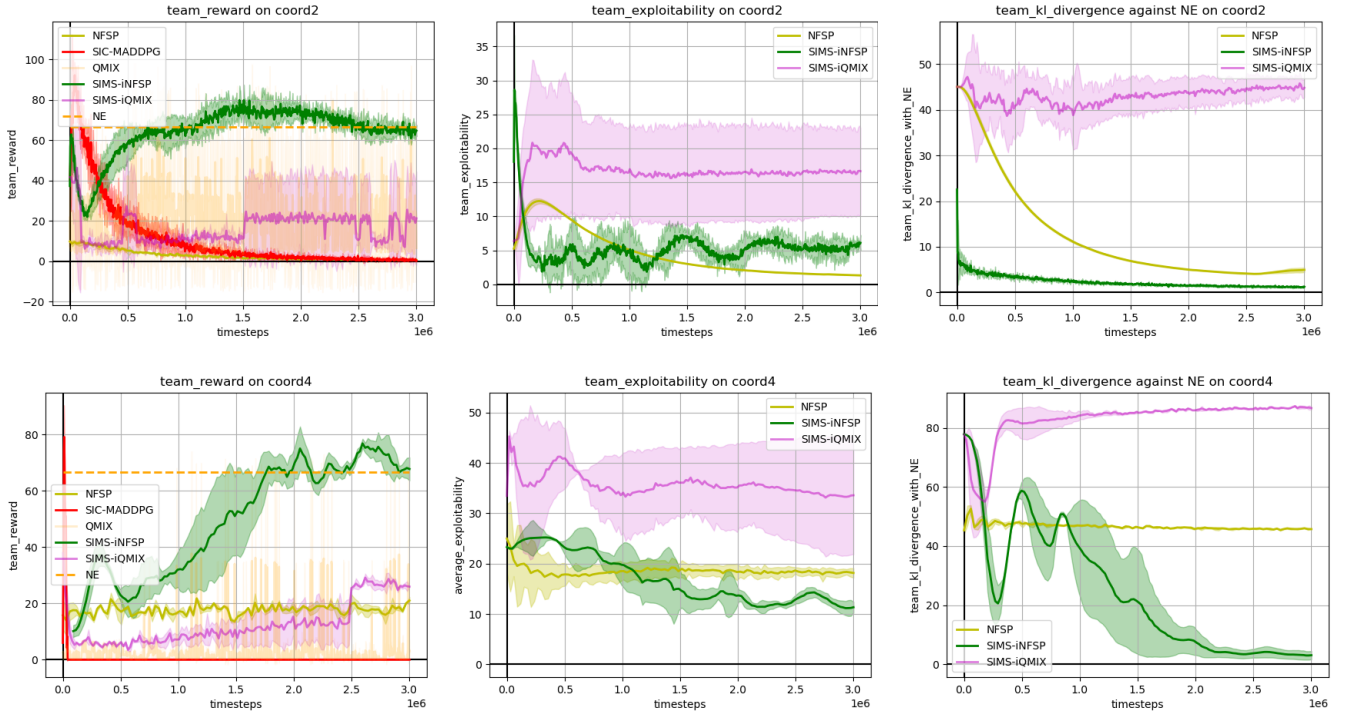 team_reward on coord2
NFSP
SIC-MADDPG
QMIX
SIMS-iNFSP
SIMS-iQMIX
NE
team_reward
100
80
60
40
20
0
−20
0.0 0.5 1.0 1.5 2.0 2.5 3.0
timesteps
1e6
team_exploitability on coord2
NFSP
SIMS-iNFSP
SIMS-iQMIX
team_exploitability
35
30
25
20
15
10
5
0
0.0 0.5 1.0 1.5 2.0 2.5 3.0
timesteps
1e6
team_kl_divergence against NE on coord2
NFSP
SIMS-iNFSP
SIMS-iQMIX
team_kl_divergence_with_NE
50
40
30
20
10
0
0.0 0.5 1.0 1.5 2.0 2.5 3.0
timesteps
1e6
team_reward on coord4
NFSP
SIC-MADDPG
QMIX
SIMS-iNFSP
SIMS-iQMIX
NE
team_reward
80
60
40
20
0
0.0 0.5 1.0 1.5 2.0 2.5 3.0
timesteps
1e6
team_exploitability on coord4
NFSP
SIMS-iNFSP
SIMS-iQMIX
average_exploitability
50
40
30
20
10
0
0.0 0.5 1.0 1.5 2.0 2.5 3.0
timesteps
1e6
team_kl_divergence against NE on coord4
NFSP
SIMS-iNFSP
SIMS-iQMIX
team_kl_divergence_with_NE
80
60
40
20
0
0.0 0.5 1.0 1.5 2.0 2.5 3.0
timesteps
1e6